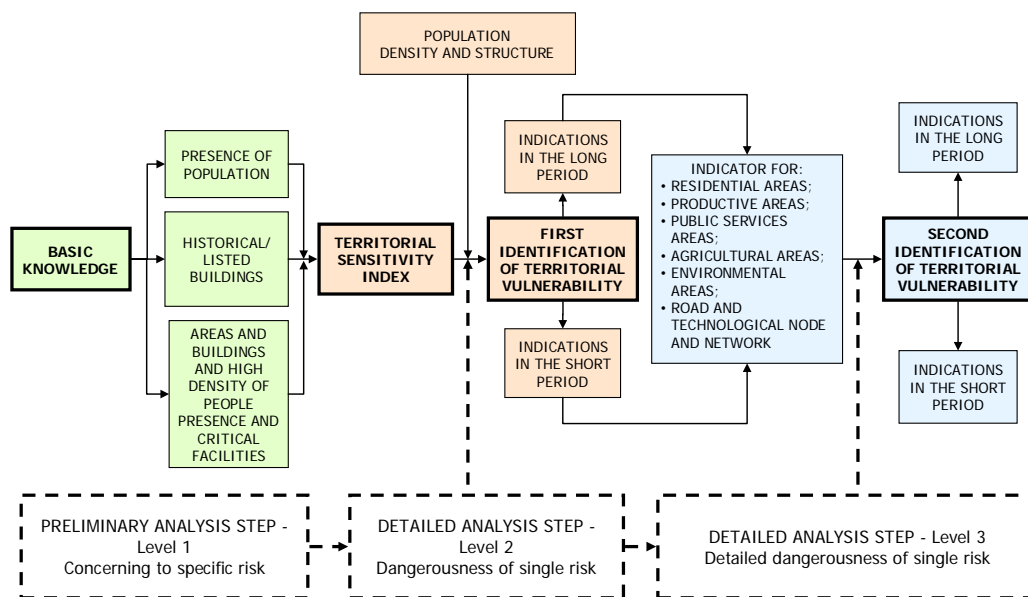 POPULATION
DENSITY AND STRUCTURE
PRESENCE OF
POPULATION
BASIC
KNOWLEDGE
HISTORICAL/
LISTED
BUILDINGS
AREAS AND
BUILDINGS
AND HIGH
DENSITY OF
PEOPLE
PRESENCE AND
CRITICAL
FACILITIES
TERRITORIAL
SENSITIVITY
INDEX
INDICATIONS
IN THE LONG
PERIOD
FIRST
IDENTIFICATION
OF TERRITORIAL
VULNERABILITY
INDICATIONS
IN THE SHORT
PERIOD
INDICATOR FOR:
• RESIDENTIAL AREAS;
• PRODUCTIVE AREAS;
• PUBLIC SERVICES
AREAS;
• AGRICULTURAL AREAS;
• ENVIRONMENTAL
AREAS;
• ROAD AND
TECHNOLOGICAL NODE
AND NETWORK
INDICATIONS
IN THE LONG
PERIOD
SECOND
IDENTIFICATION
OF TERRITORIAL
VULNERABILITY
INDICATIONS
IN THE SHORT
PERIOD
PRELIMINARY ANALYSIS STEP -
Level 1
Concerning to specific risk
DETAILED ANALYSIS STEP -
Level 2
Dangerousness of single risk
DETAILED ANALYSIS STEP - Level 3
Detailed dangerousness of single risk